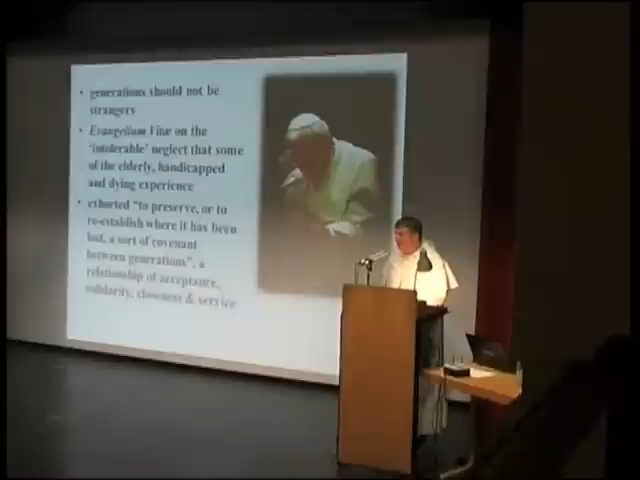 • generations should not be
strangers
• Evangelium Vitæ on the
'intolerable' neglect that some
of the elderly, handicapped
and dying experience
• exhorted "to preserve, or to
re-establish where it has been
lost, a sort of covenant
between generations", a
relationship of acceptance,
solidarity, closeness & service